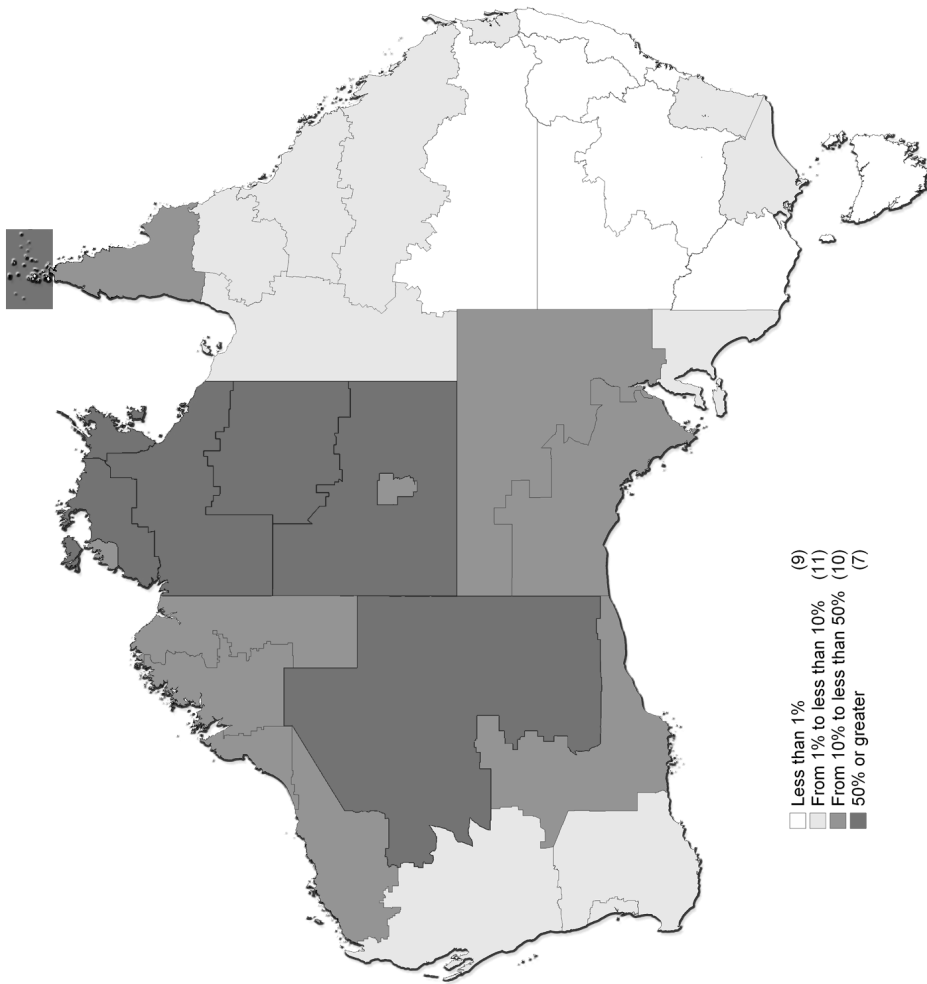 Less than 1% (9)
From 1% to less than 10% (11)
From 10% to less than 50% (10)
50% or greater (7)